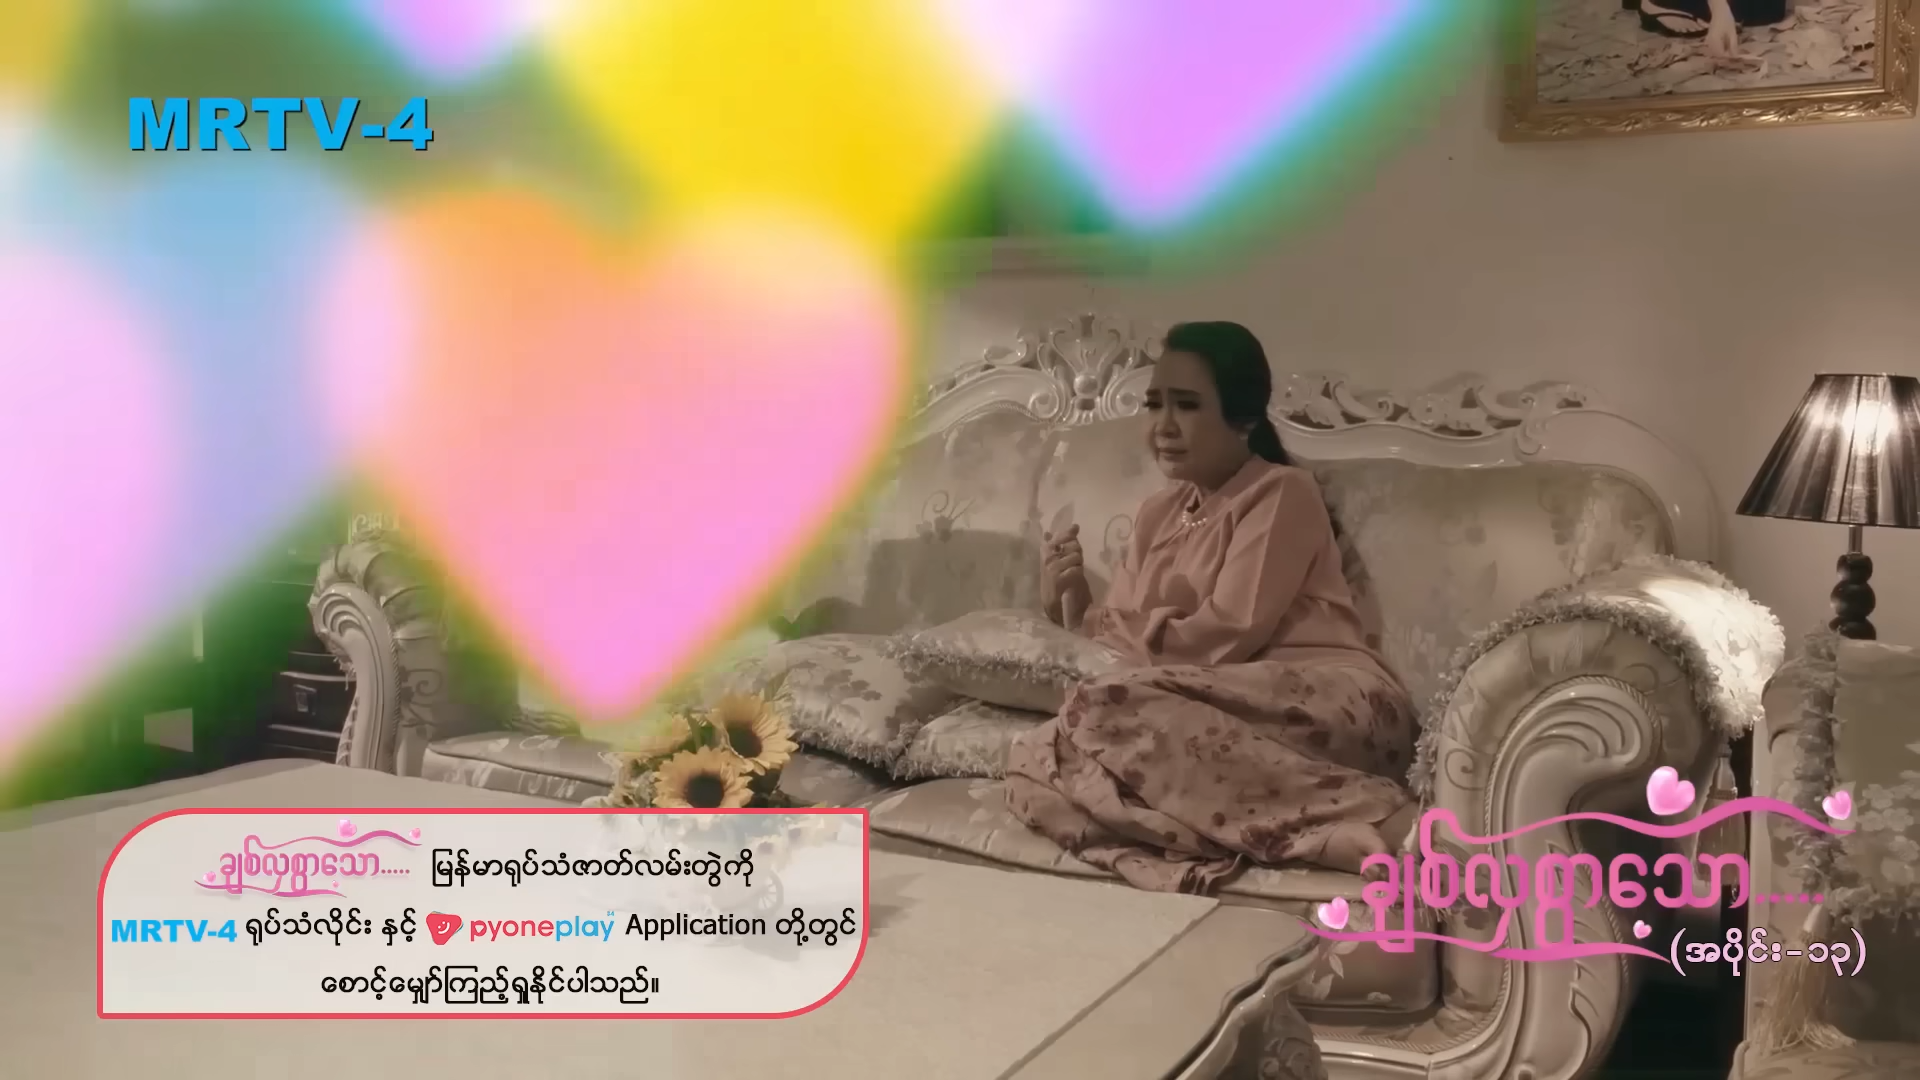 MRTV-4
ချစ်လှစွာသော..... မြန်မာရုပ်သံဇာတ်လမ်းတွဲကို
MRTV-4 ရုပ်သံလိုင်း နှင့် pyoneplay Application တို့တွင်
စောင့်မျှော်ကြည့်ရှုနိုင်ပါသည်။
ချစ်လှစွာသော.....
(အပိုင်း-၁၃)